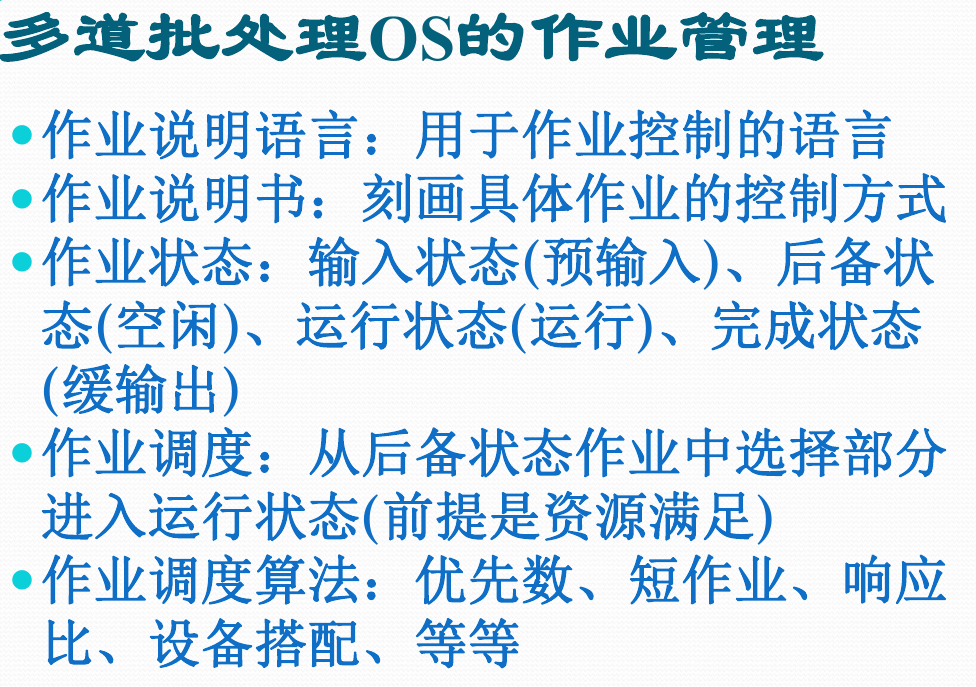 多道批处理OS的作业管理
•作业说明语言：用于作业控制的语言
•作业说明书：刻画具体作业的控制方式
•作业状态：输入状态(预输入)、后备状
态(空闲)、运行状态(运行)、完成状态
(缓输出)
•作业调度：从后备状态作业中选择部分
进入运行状态(前提是资源满足)
•作业调度算法：优先数、短作业、响应
比、设备搭配、等等